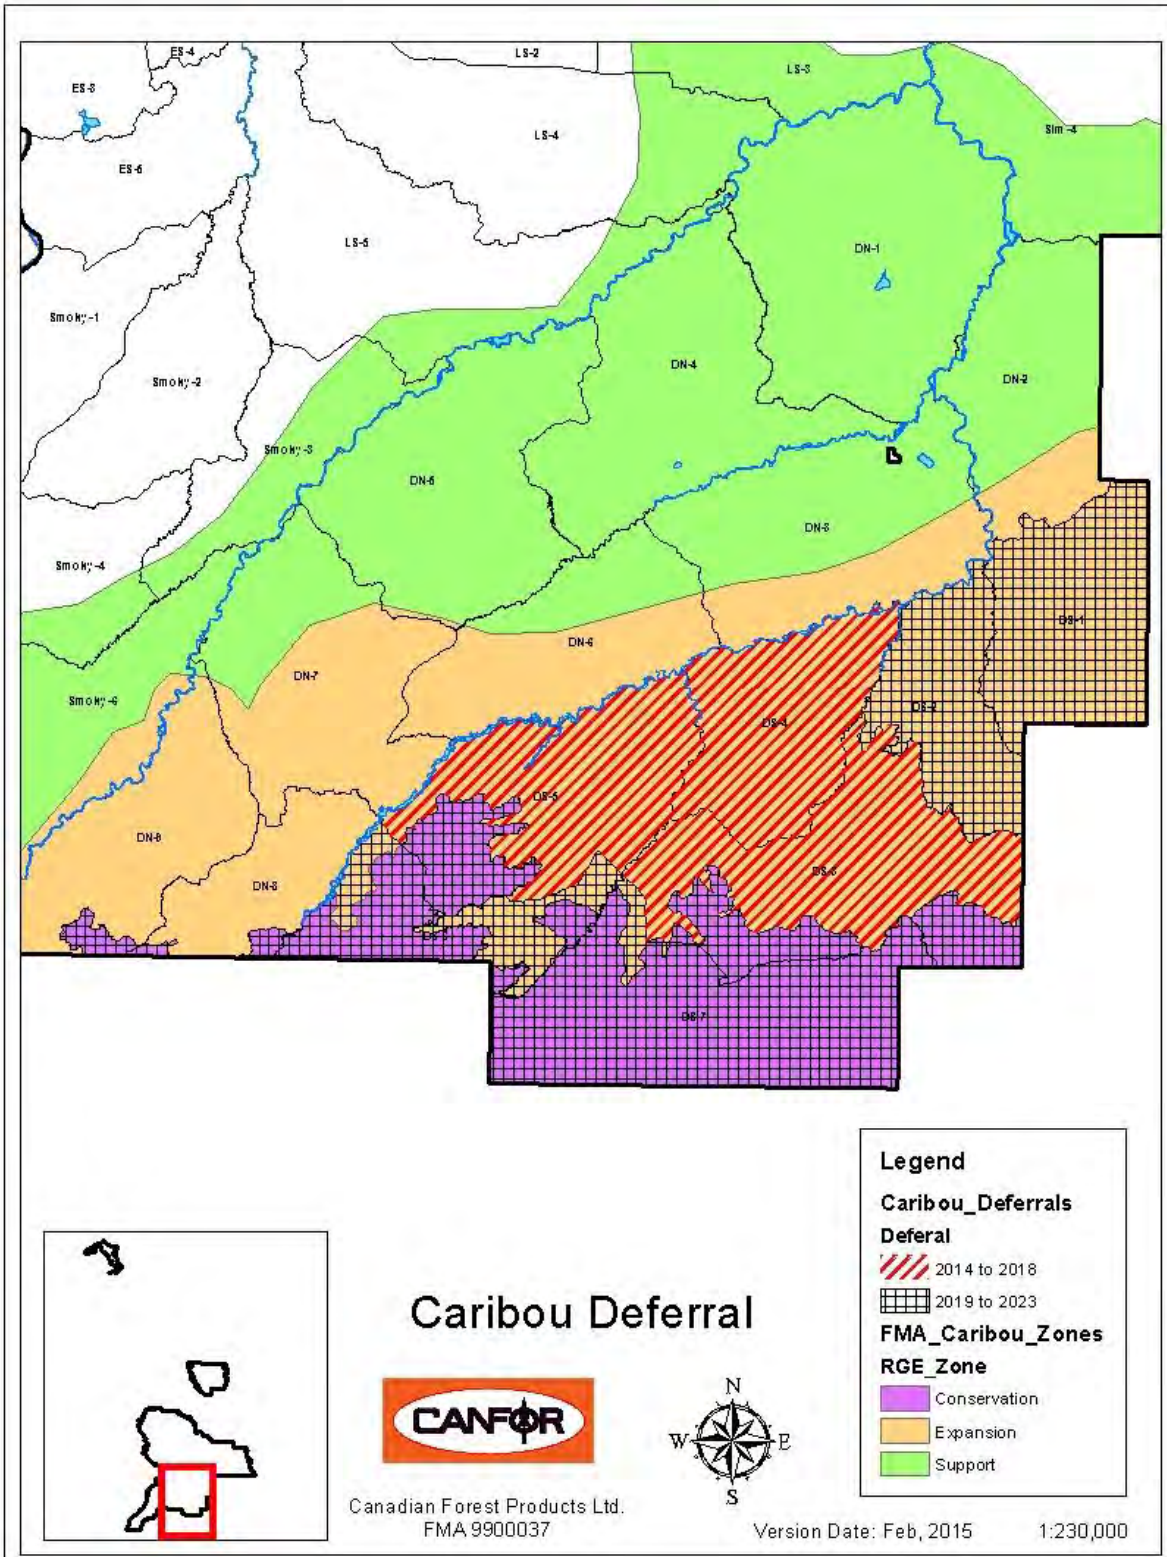 ES-4
LS-2
LS-3
ES-3
LS-4
Sim-4
ES-5
LS-5
DN-1
Smoky-1
DN-4
Smoky-2
DN-2
Smoky-3
DN-5
DN-3
Smoky-4
DS-1
DN-6
DN-7
Smoky-6
DS-2
DS-4
DS-5
DN-9
DS-3
DN-8
DS-7
Legend
Caribou_Deferrals
Deferal
2014 to 2018
2019 to 2023
FMA_Caribou_Zones
RGE_Zone
Conservation
Expansion
Support
Caribou Deferral
CANFOR
N
W E
S
Canadian Forest Products Ltd.
FMA 9900037
Version Date: Feb, 2015 1:230,000